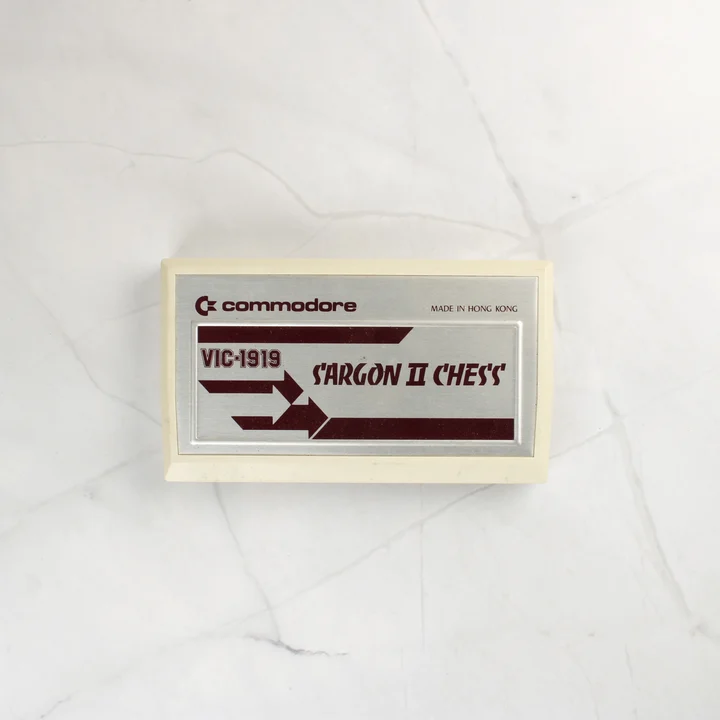 commodore
MADE IN HONG KONG
VIC-1919
SARGON II CHESS